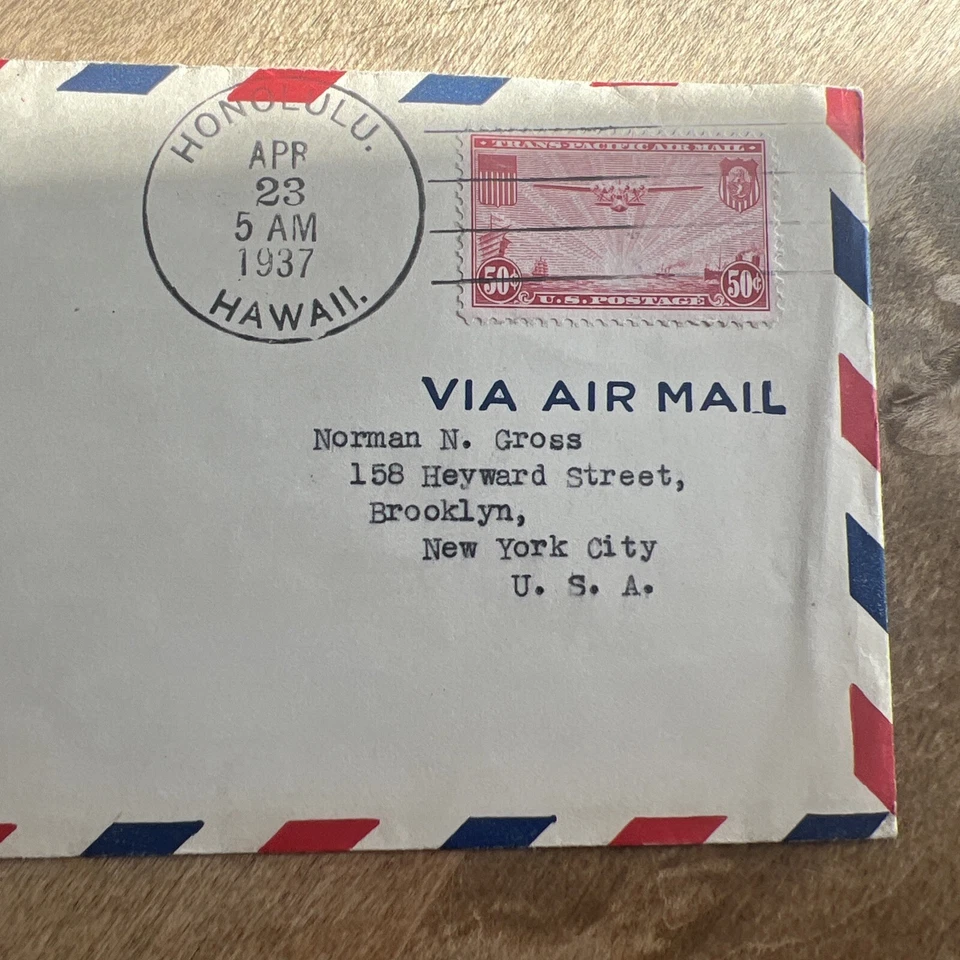 HONOLULU.
APR
23
5 AM
1937
HAWAII.
· TRANS-PACIFIC AIR MAIL ·
50¢ U.S. POSTAGE 50¢
VIA AIR MAIL
Norman N. Gross
158 Heyward Street,
Brooklyn,
New York City
U. S. A.